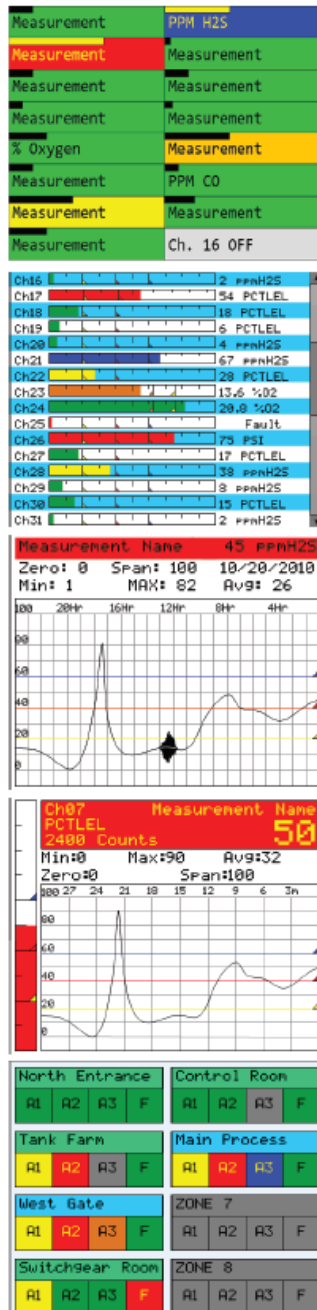 Measurement PPM H2S
Measurement Measurement
Measurement Measurement
Measurement Measurement
% Oxygen Measurement
Measurement PPM CO
Measurement Measurement
Measurement Ch. 16 OFF
Ch16 2 ppmH2S
Ch17 54 PCTLEL
Ch18 18 PCTLEL
Ch19 6 PCTLEL
Ch20 4 ppmH2S
Ch21 67 ppmH2S
Ch22 28 PCTLEL
Ch23 13.6 %O2
Ch24 20.8 %O2
Ch25 Fault
Ch26 75 PSI
Ch27 17 PCTLEL
Ch28 38 ppmH2S
Ch29 8 ppmH2S
Ch30 15 PCTLEL
Ch31 2 ppmH2S
Measurement Name 45 ppmH2S
Zero: 0 Span: 100 10/20/2010
Min: 1 MAX: 82 Avg: 26
100 20Hr 16Hr 12Hr 8Hr 4Hr
80
60
40
20
0
Ch07 Measurement Name
PCTLEL 50
2400 Counts
Min:0 Max:90 Avg:32
Zero:0 Span:100
100 27 24 21 18 15 12 9 6 3m
80
60
40
20
0
North Entrance Control Room
A1 A2 A3 F A1 A2 A3 F
Tank Farm Main Process
A1 A2 A3 F A1 A2 A3 F
West Gate ZONE 7
A1 A2 A3 F A1 A2 A3 F
Switchgear Room ZONE 8
A1 A2 A3 F A1 A2 A3 F